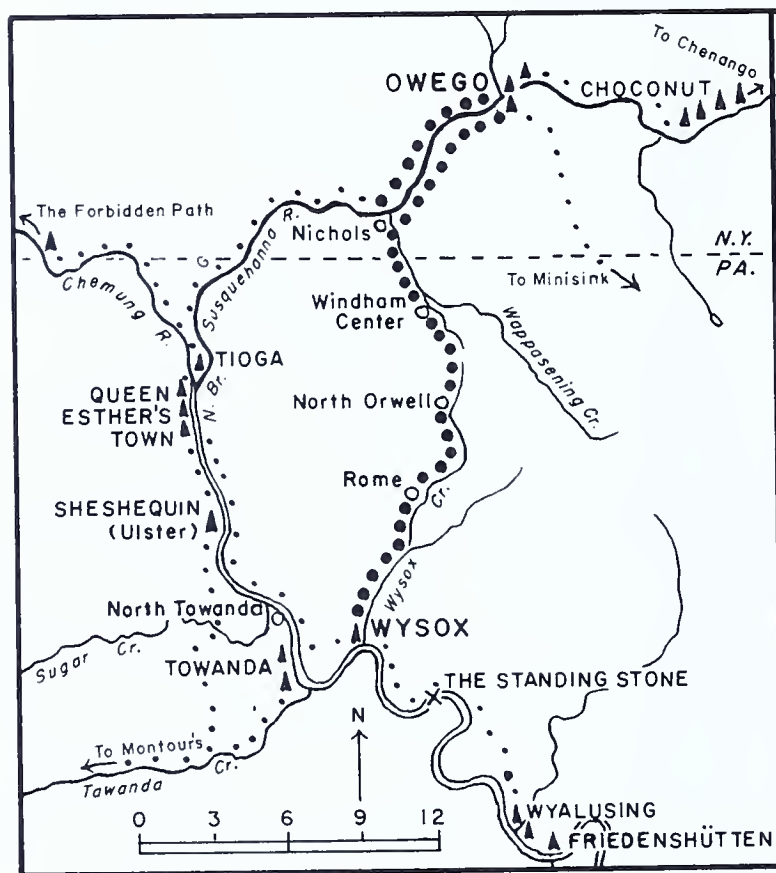 To Chenango
OWEGO
CHOCONUT
The Forbidden Path
Nichols
Susquehanna R.
N.Y.
PA.
Chemung R.
To Minisink
Windham
Center
Wappasening Cr.
TIOGA
N. Br.
QUEEN
ESTHER'S
TOWN
North Orwell
Rome
Cr.
SHESHEQUIN
(Ulster)
Wysox
North Towanda
WYSOX
Sugar Cr.
TOWANDA
THE STANDING STONE
N
To Montour's
Tawanda Cr.
WYALUSING
FRIEDENSHÜTTEN
0 3 6 9 12